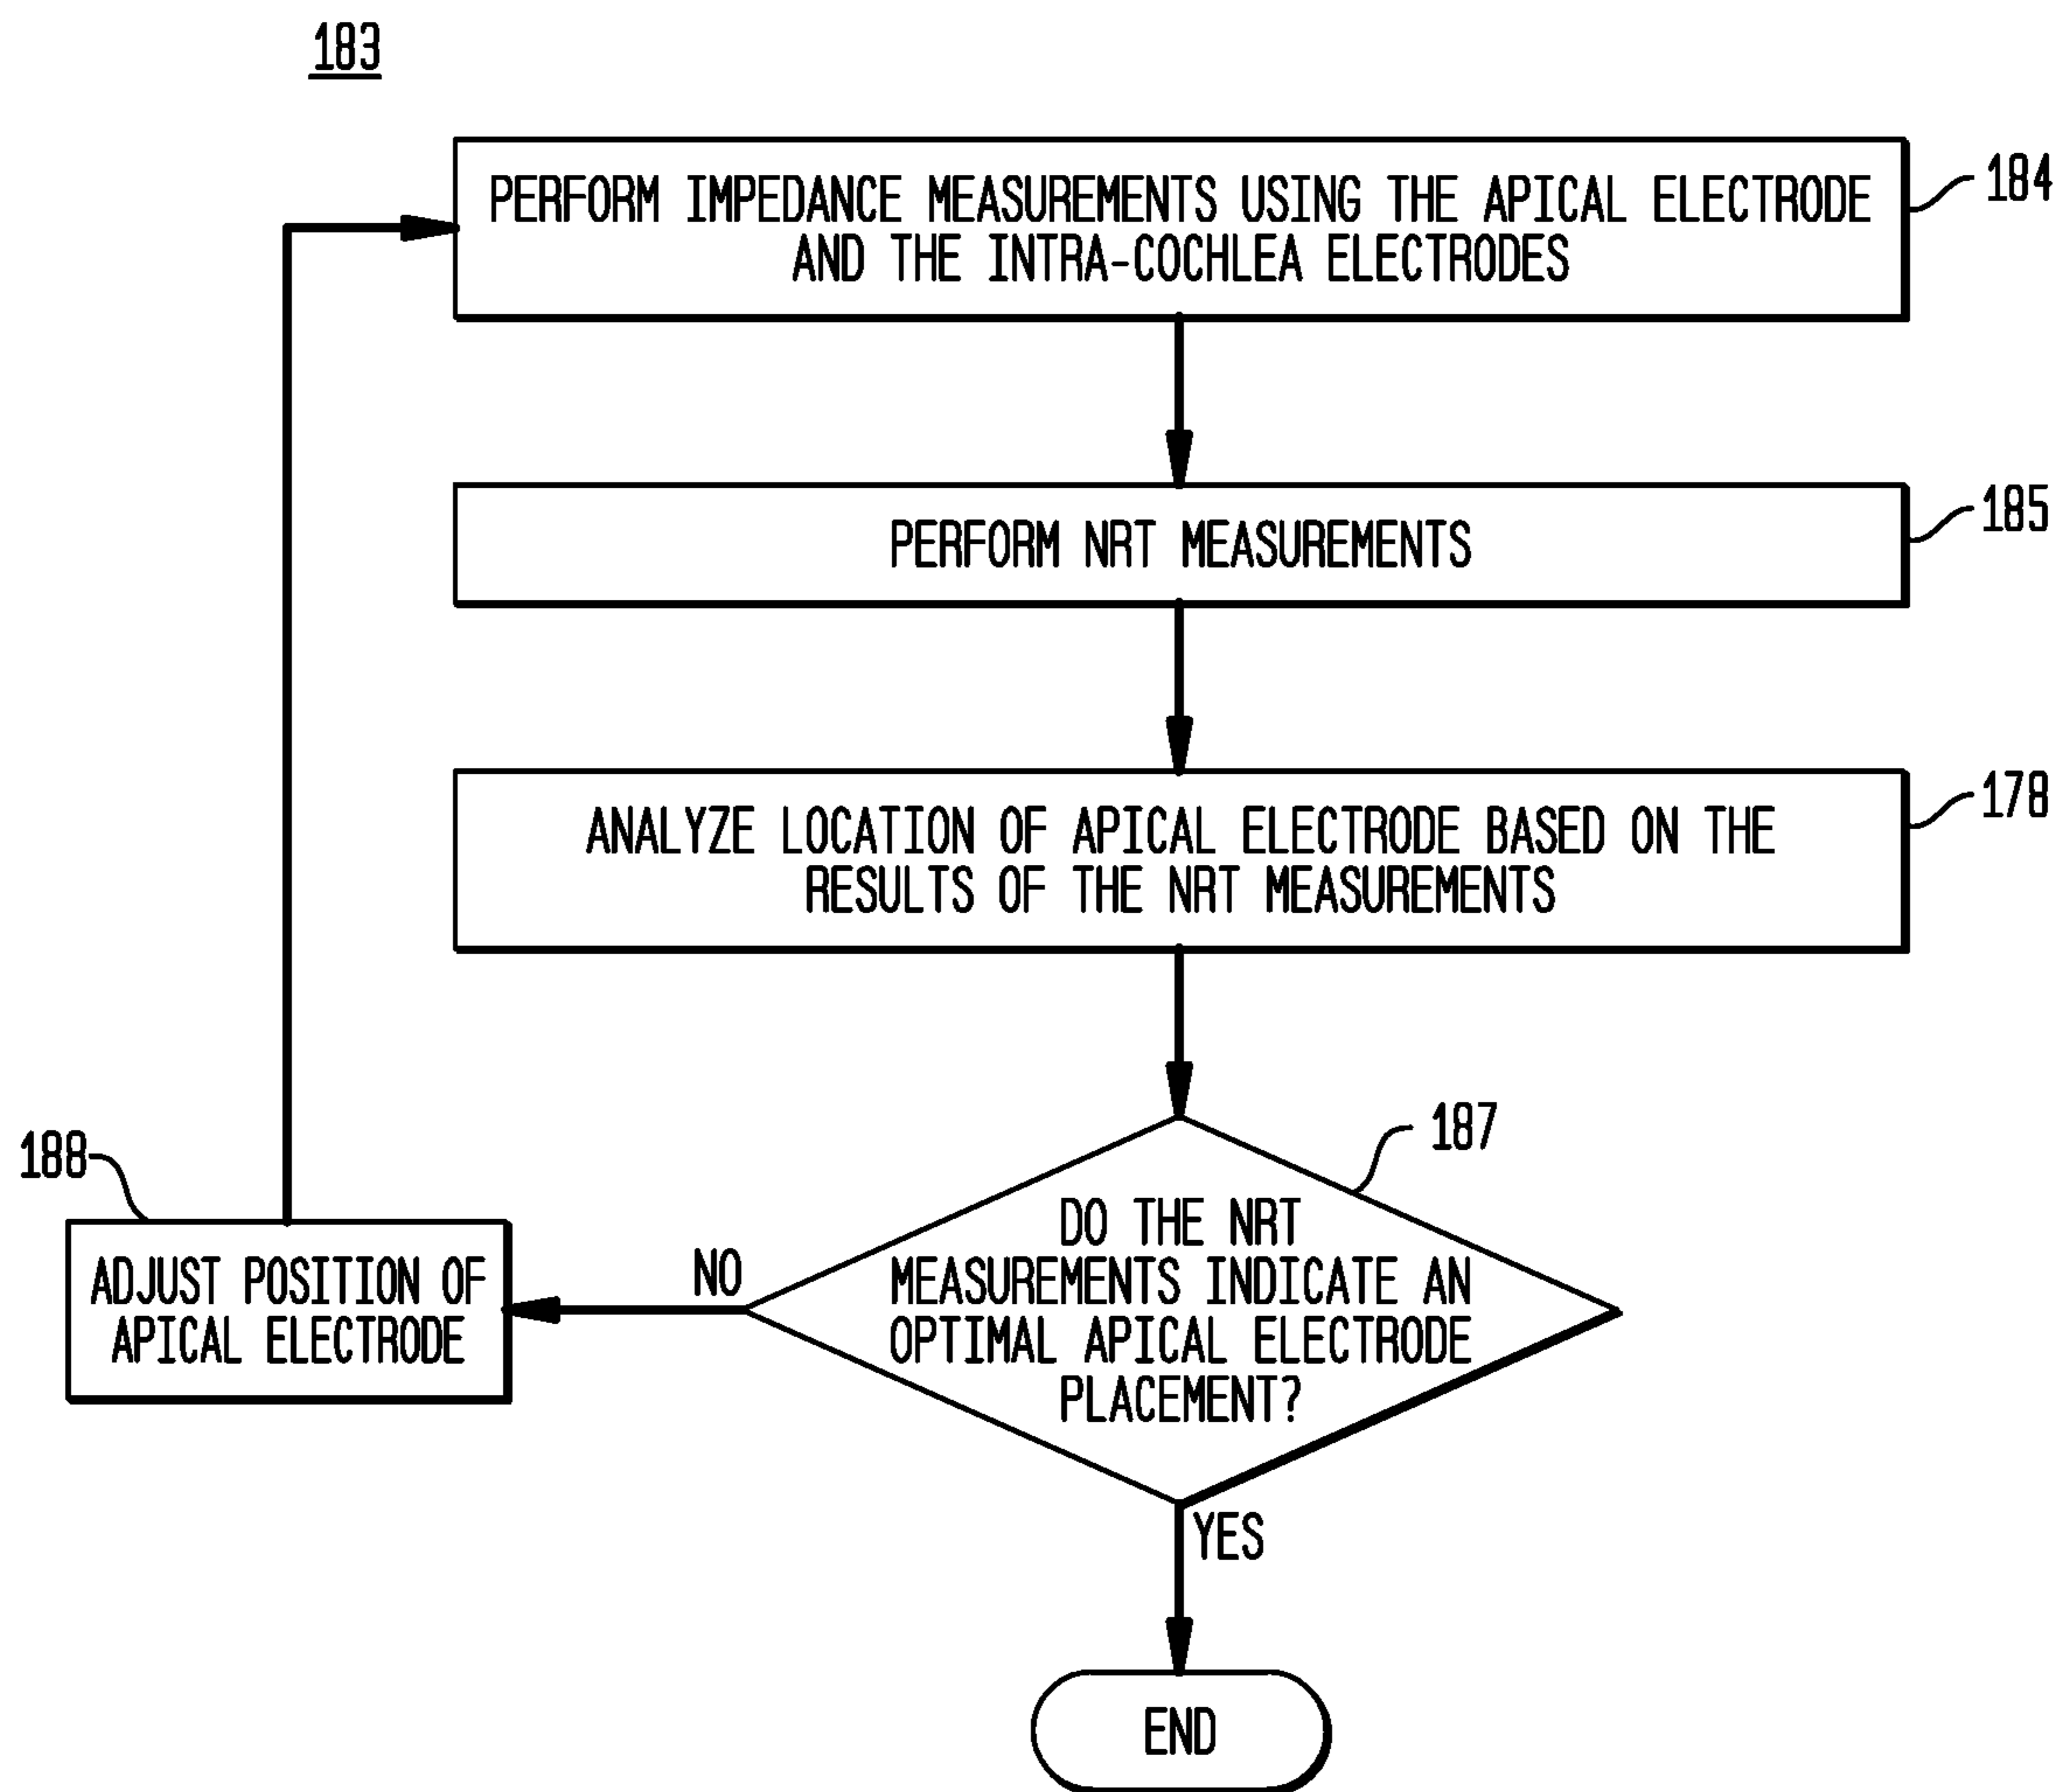 183
PERFORM IMPEDANCE MEASUREMENTS USING THE APICAL ELECTRODE
AND THE INTRA-COCHLEA ELECTRODES
184
PERFORM NRT MEASUREMENTS
185
ANALYZE LOCATION OF APICAL ELECTRODE BASED ON THE
RESULTS OF THE NRT MEASUREMENTS
178
187
DO THE NRT
MEASUREMENTS INDICATE AN
OPTIMAL APICAL ELECTRODE
PLACEMENT?
NO
188
ADJUST POSITION OF
APICAL ELECTRODE
YES
END